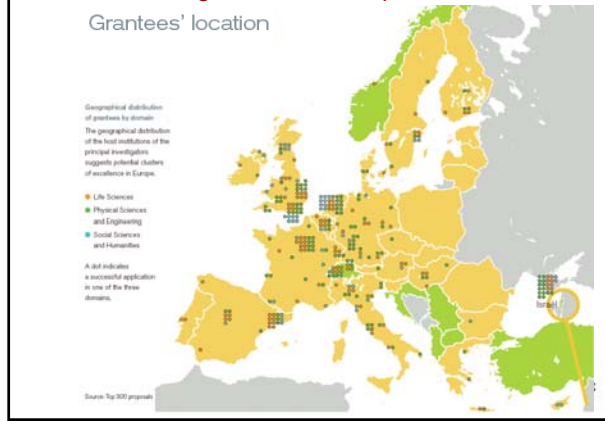 Grantees' location
Geographical distribution
of grantees by domain
The geographical distribution
of the host institutions of the
principal investigators
suggests potential clusters
of excellence in Europe.
Life Sciences
Physical Sciences
and Engineering
Social Sciences
and Humanities
A dot indicates
a successful application
in one of the three
domains.
Israel
Source: Top 300 proposals